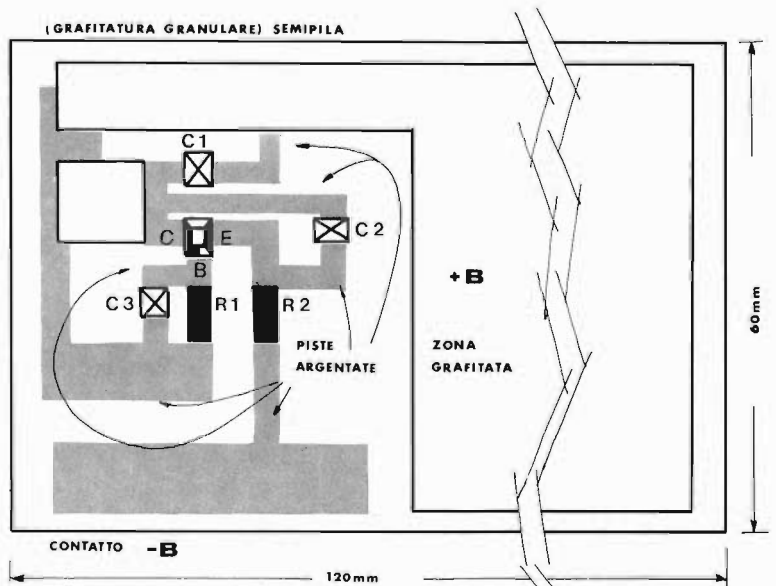 (GRAFITATURA GRANULARE) SEMIPILA
C1
C E
C2
B
+B
C3
R1
R2
PISTE
ARGENTATE
ZONA
GRAFITATA
60mm
CONTATTO -B
120mm